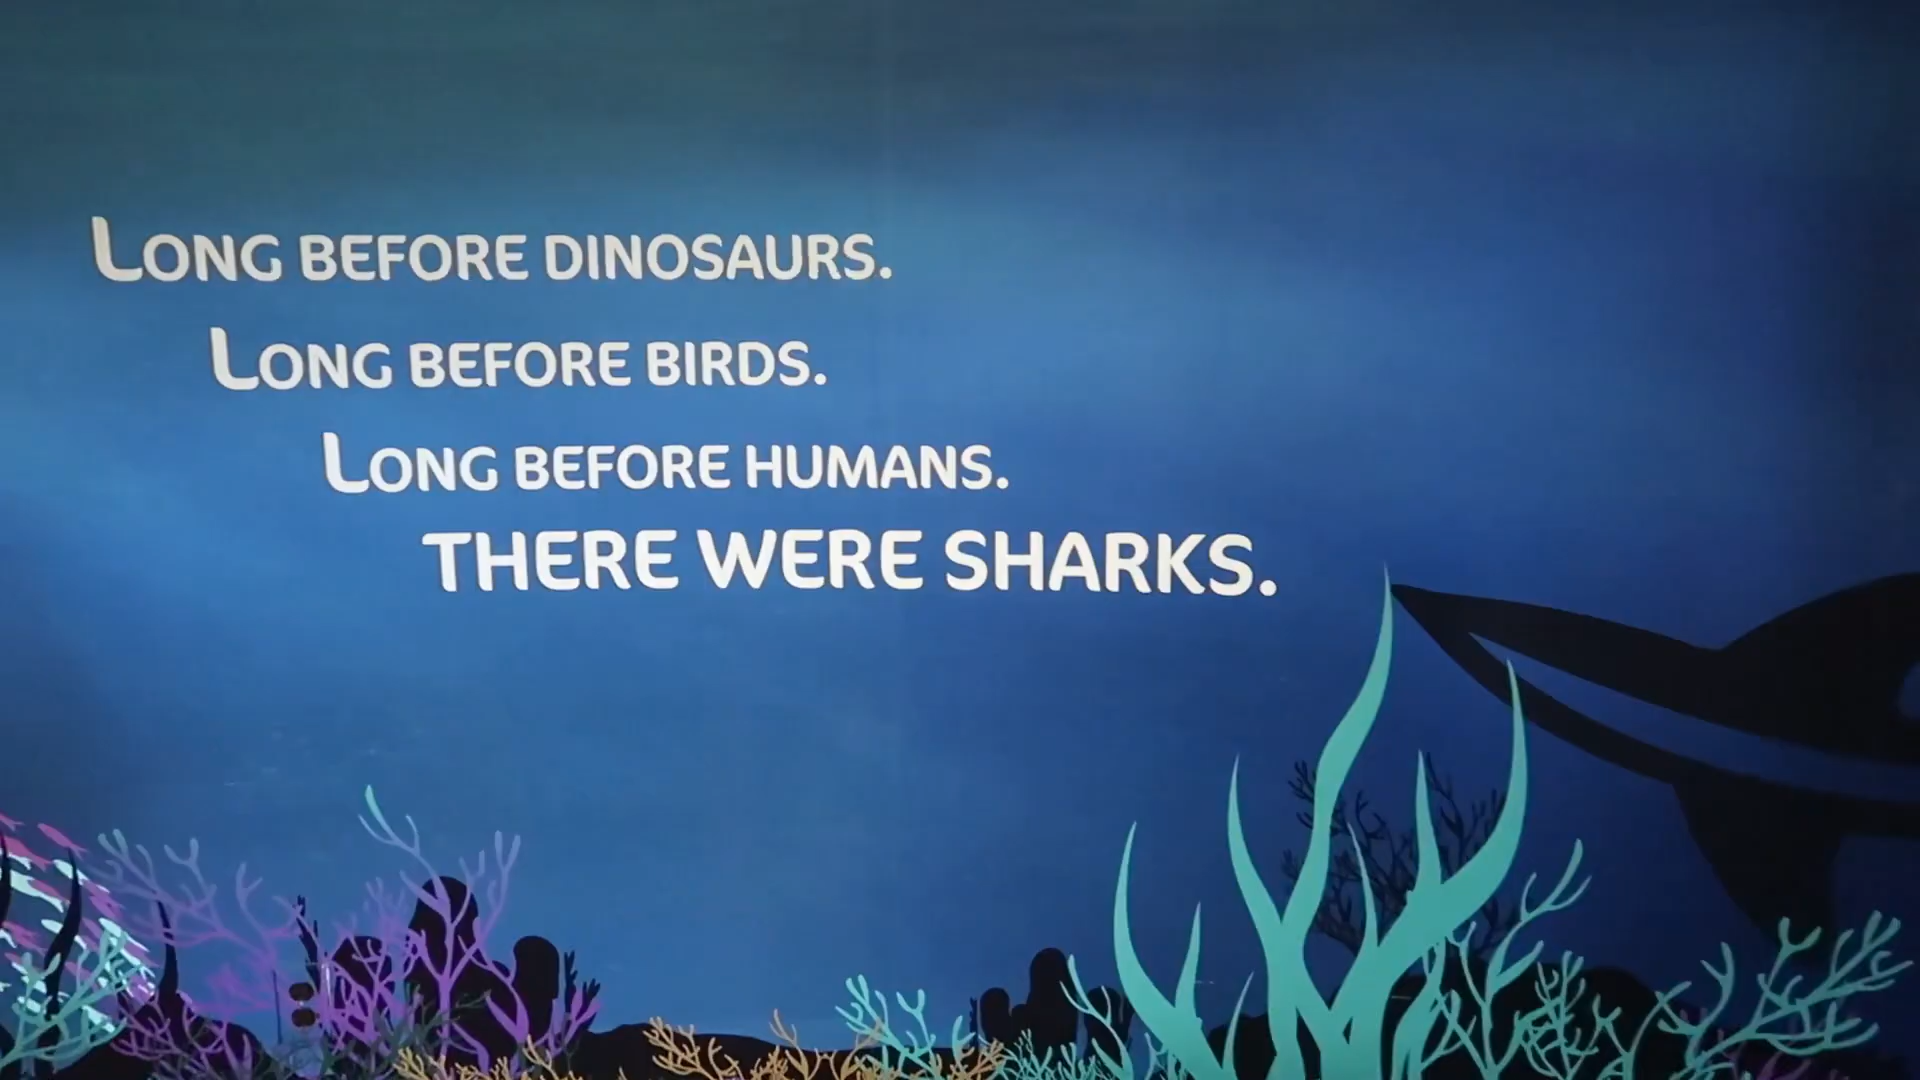 LONG BEFORE DINOSAURS.
LONG BEFORE BIRDS.
LONG BEFORE HUMANS.
THERE WERE SHARKS.